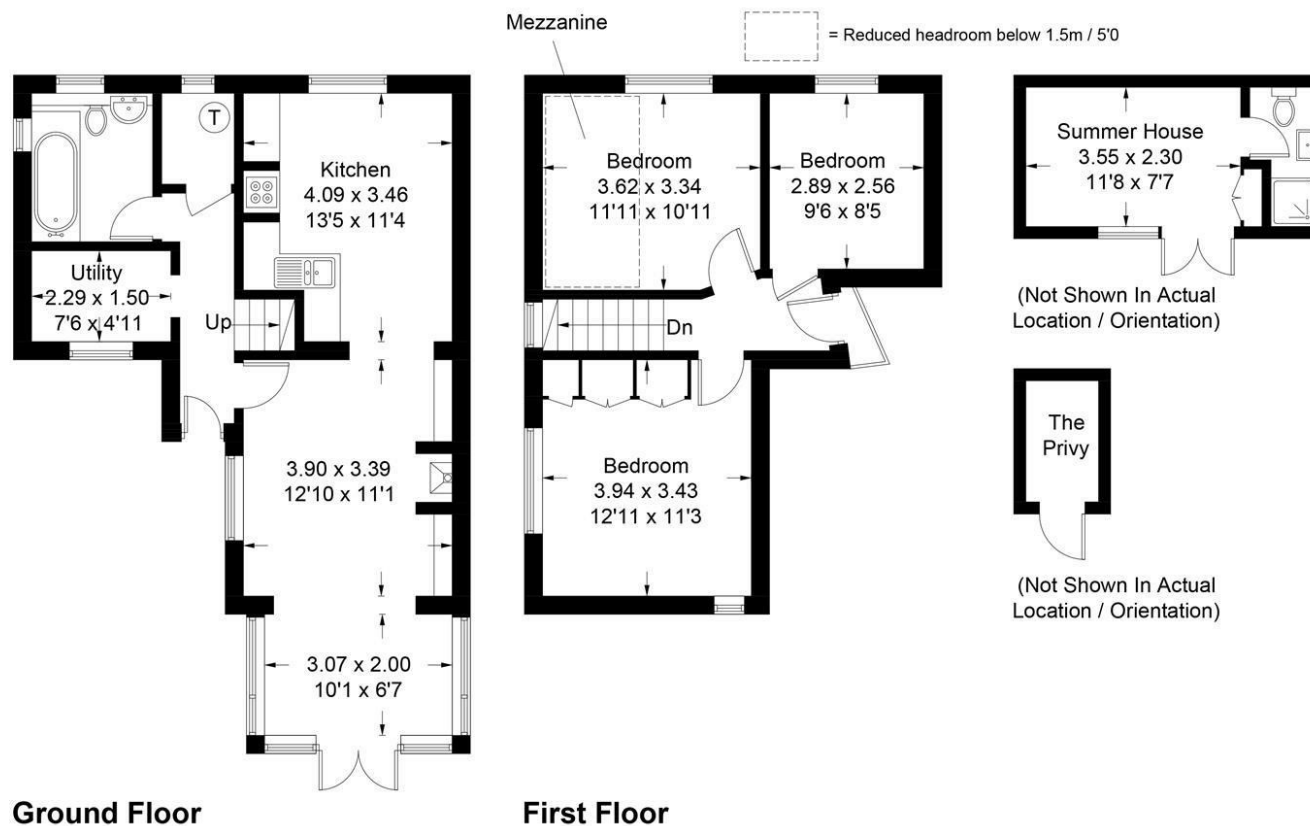 Mezzanine
= Reduced headroom below 1.5m / 5'0
T
Kitchen
4.09 x 3.46
13'5 x 11'4
Utility
2.29 x 1.50
7'6 x 4'11
Up
3.90 x 3.39
12'10 x 11'1
3.07 x 2.00
10'1 x 6'7
Ground Floor
Bedroom
3.62 x 3.34
11'11 x 10'11
Bedroom
2.89 x 2.56
9'6 x 8'5
Dn
Bedroom
3.94 x 3.43
12'11 x 11'3
First Floor
Summer House
3.55 x 2.30
11'8 x 7'7
(Not Shown In Actual
Location / Orientation)
The
Privy
(Not Shown In Actual
Location / Orientation)